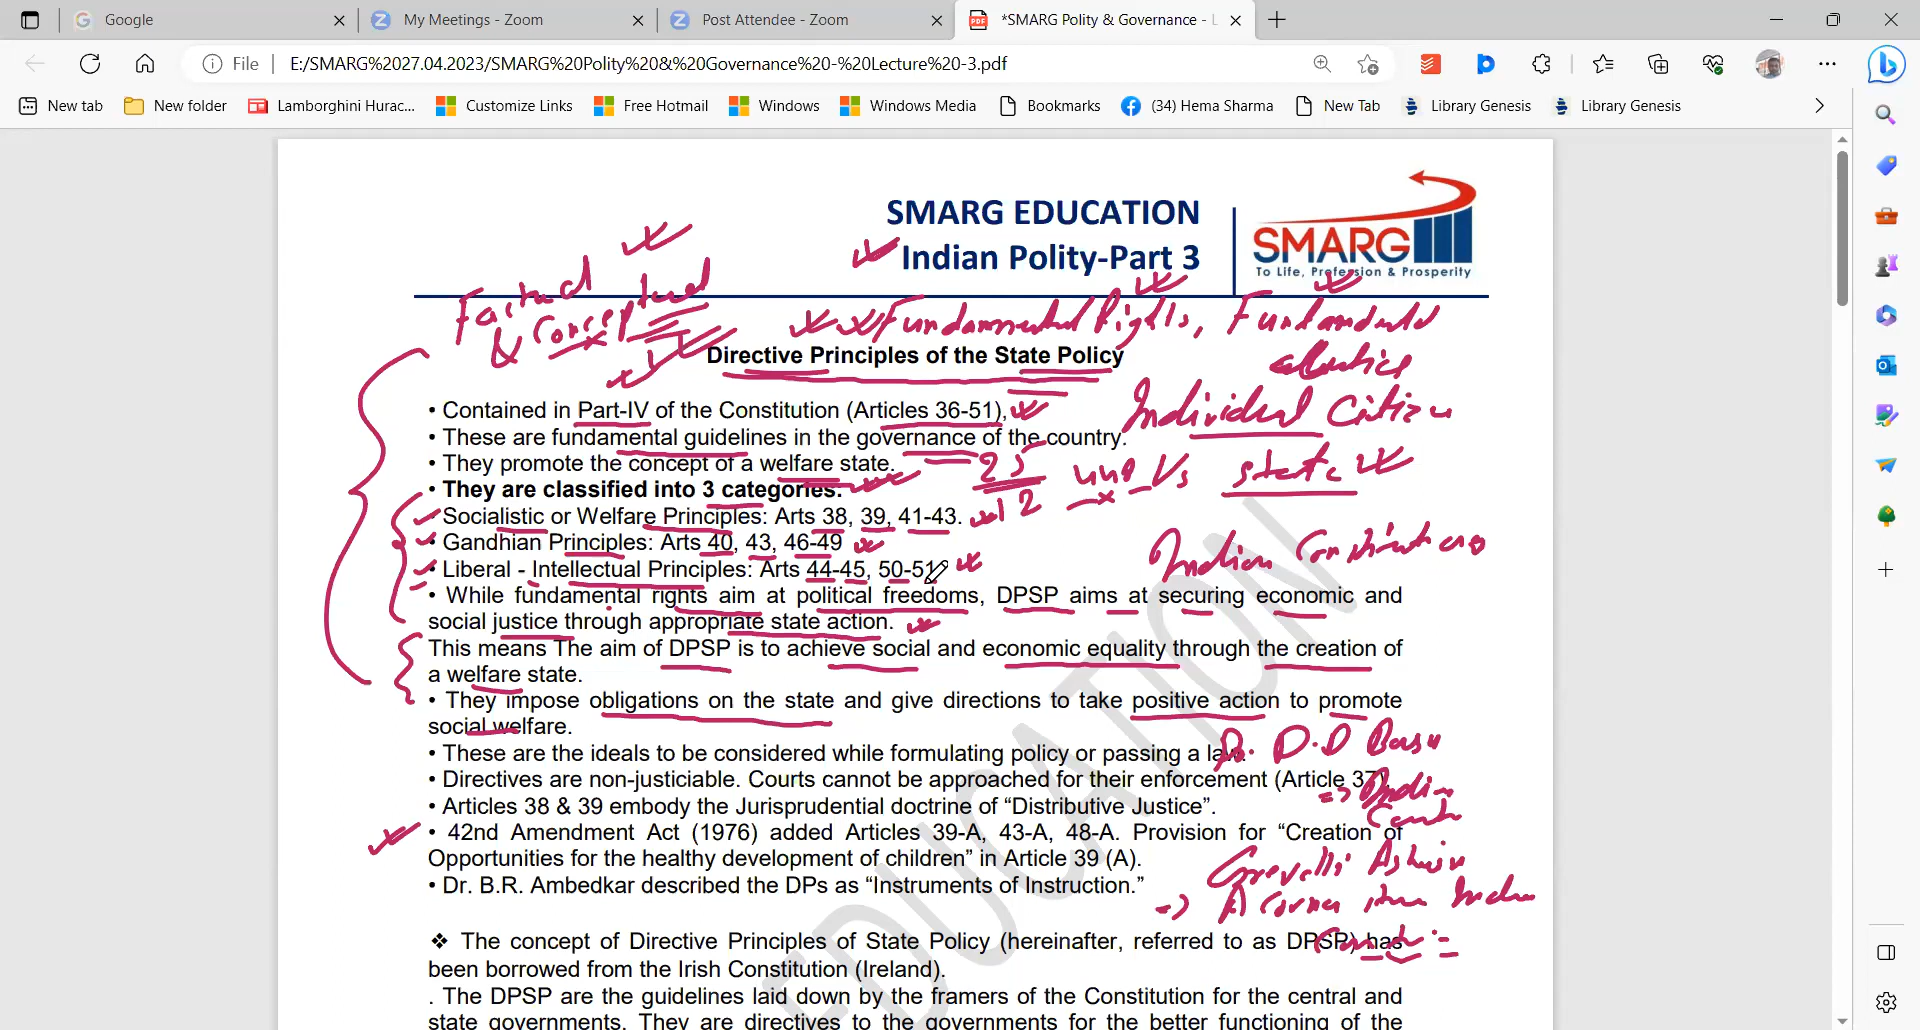 Google
My Meetings - Zoom
Post Attendee - Zoom
*SMARG Polity & Governance - L
File
E:/SMARG%2027.04.2023/SMARG%20Polity%20&%20Governance%20-%20Lecture%20-3.pdf
New tab
New folder
Lamborghini Hurac...
Customize Links
Free Hotmail
Windows
Windows Media
Bookmarks
(34) Hema Sharma
New Tab
Library Genesis
Library Genesis
SMARG EDUCATION
Indian Polity-Part 3
SMARG
To Life, Profession & Prosperity
Factual
& Conceptual
Fundamental Rights, Fundamental
Directive Principles of the State Policy
• Contained in Part-IV of the Constitution (Articles 36-51),
Individual Citizen
• These are fundamental guidelines in the governance of the country.
• They promote the concept of a welfare state.
25
12
Vs state
• They are classified into 3 categories:
• Socialistic or Welfare Principles: Arts 38, 39, 41-43.
• Gandhian Principles: Arts 40, 43, 46-49
Indian Constitution
• Liberal - Intellectual Principles: Arts 44-45, 50-51
• While fundamental rights aim at political freedoms, DPSP aims at securing economic and
social justice through appropriate state action.
This means The aim of DPSP is to achieve social and economic equality through the creation of
a welfare state.
• They impose obligations on the state and give directions to take positive action to promote
social welfare.
D.D Basu
• These are the ideals to be considered while formulating policy or passing a law.
• Directives are non-justiciable. Courts cannot be approached for their enforcement (Article 37).
=> Indian
• Articles 38 & 39 embody the Jurisprudential doctrine of “Distributive Justice”.
• 42nd Amendment Act (1976) added Articles 39-A, 43-A, 48-A. Provision for “Creation of
Opportunities for the healthy development of children” in Article 39 (A).
• Dr. B.R. Ambedkar described the DPs as “Instruments of Instruction.”
❖ The concept of Directive Principles of State Policy (hereinafter, referred to as DPSP) has
been borrowed from the Irish Constitution (Ireland).
. The DPSP are the guidelines laid down by the framers of the Constitution for the central and
state governments. They are directives to the governments for the better functioning of the
EDUCATION